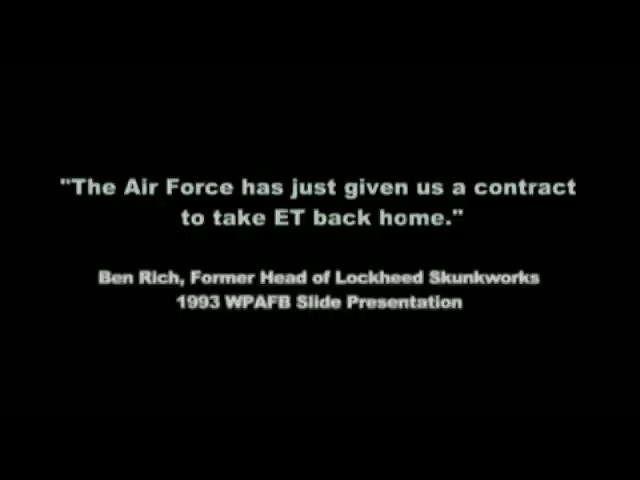 "The Air Force has just given us a contract
to take ET back home."
Ben Rich, Former Head of Lockheed Skunkworks
1993 WPAFB Slide Presentation